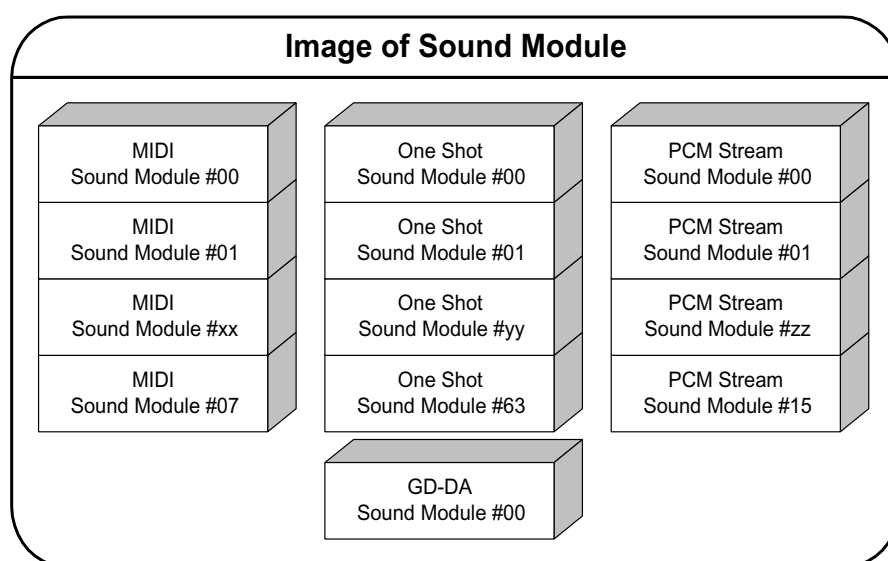 Image of Sound Module
MIDI
Sound Module #00
MIDI
Sound Module #01
MIDI
Sound Module #xx
MIDI
Sound Module #07
One Shot
Sound Module #00
One Shot
Sound Module #01
One Shot
Sound Module #yy
One Shot
Sound Module #63
PCM Stream
Sound Module #00
PCM Stream
Sound Module #01
PCM Stream
Sound Module #zz
PCM Stream
Sound Module #15
GD-DA
Sound Module #00